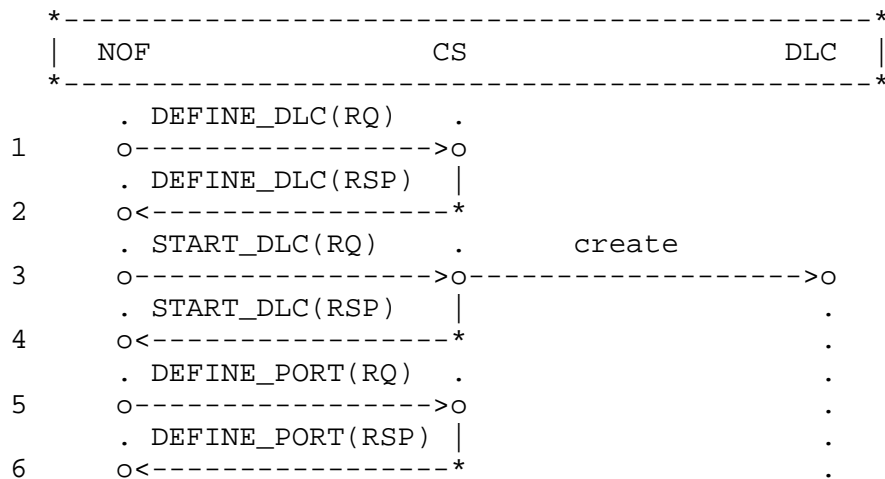 *----------------------------------------------*
|  NOF                CS                  DLC  |
*----------------------------------------------*
. DEFINE_DLC(RQ)   .
1      o----------------->o
. DEFINE_DLC(RSP)  |
2      o<-----------------*
. START_DLC(RQ)    .      create
3      o----------------->o------------------->o
. START_DLC(RSP)   |                    .
4      o<-----------------*                    .
. DEFINE_PORT(RQ)  .                    .
5      o----------------->o                    .
. DEFINE_PORT(RSP) |                    .
6      o<-----------------*                    .